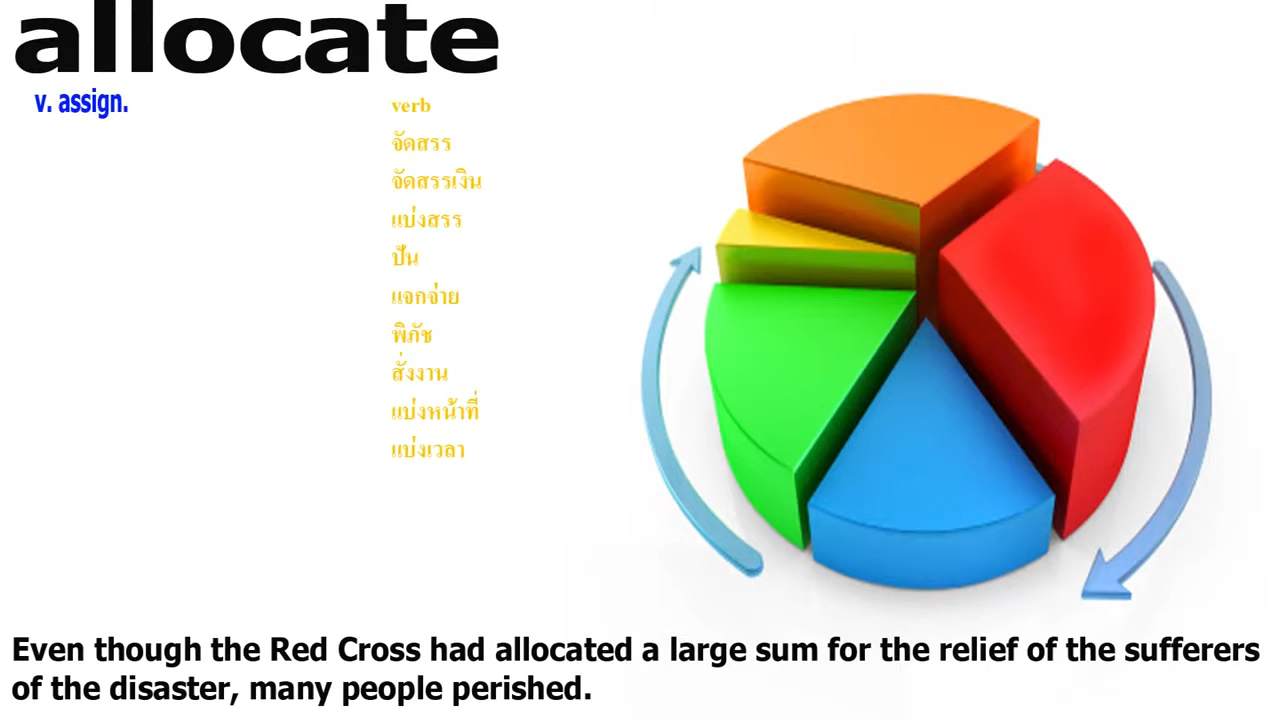 allocate
v. assign.
verb
จัดสรร
จัดสรรเงิน
แบ่งสรร
ปัน
แจกจ่าย
พิภัช
สั่งงาน
แบ่งหน้าที่
แบ่งเวลา
Even though the Red Cross had allocated a large sum for the relief of the sufferers
of the disaster, many people perished.